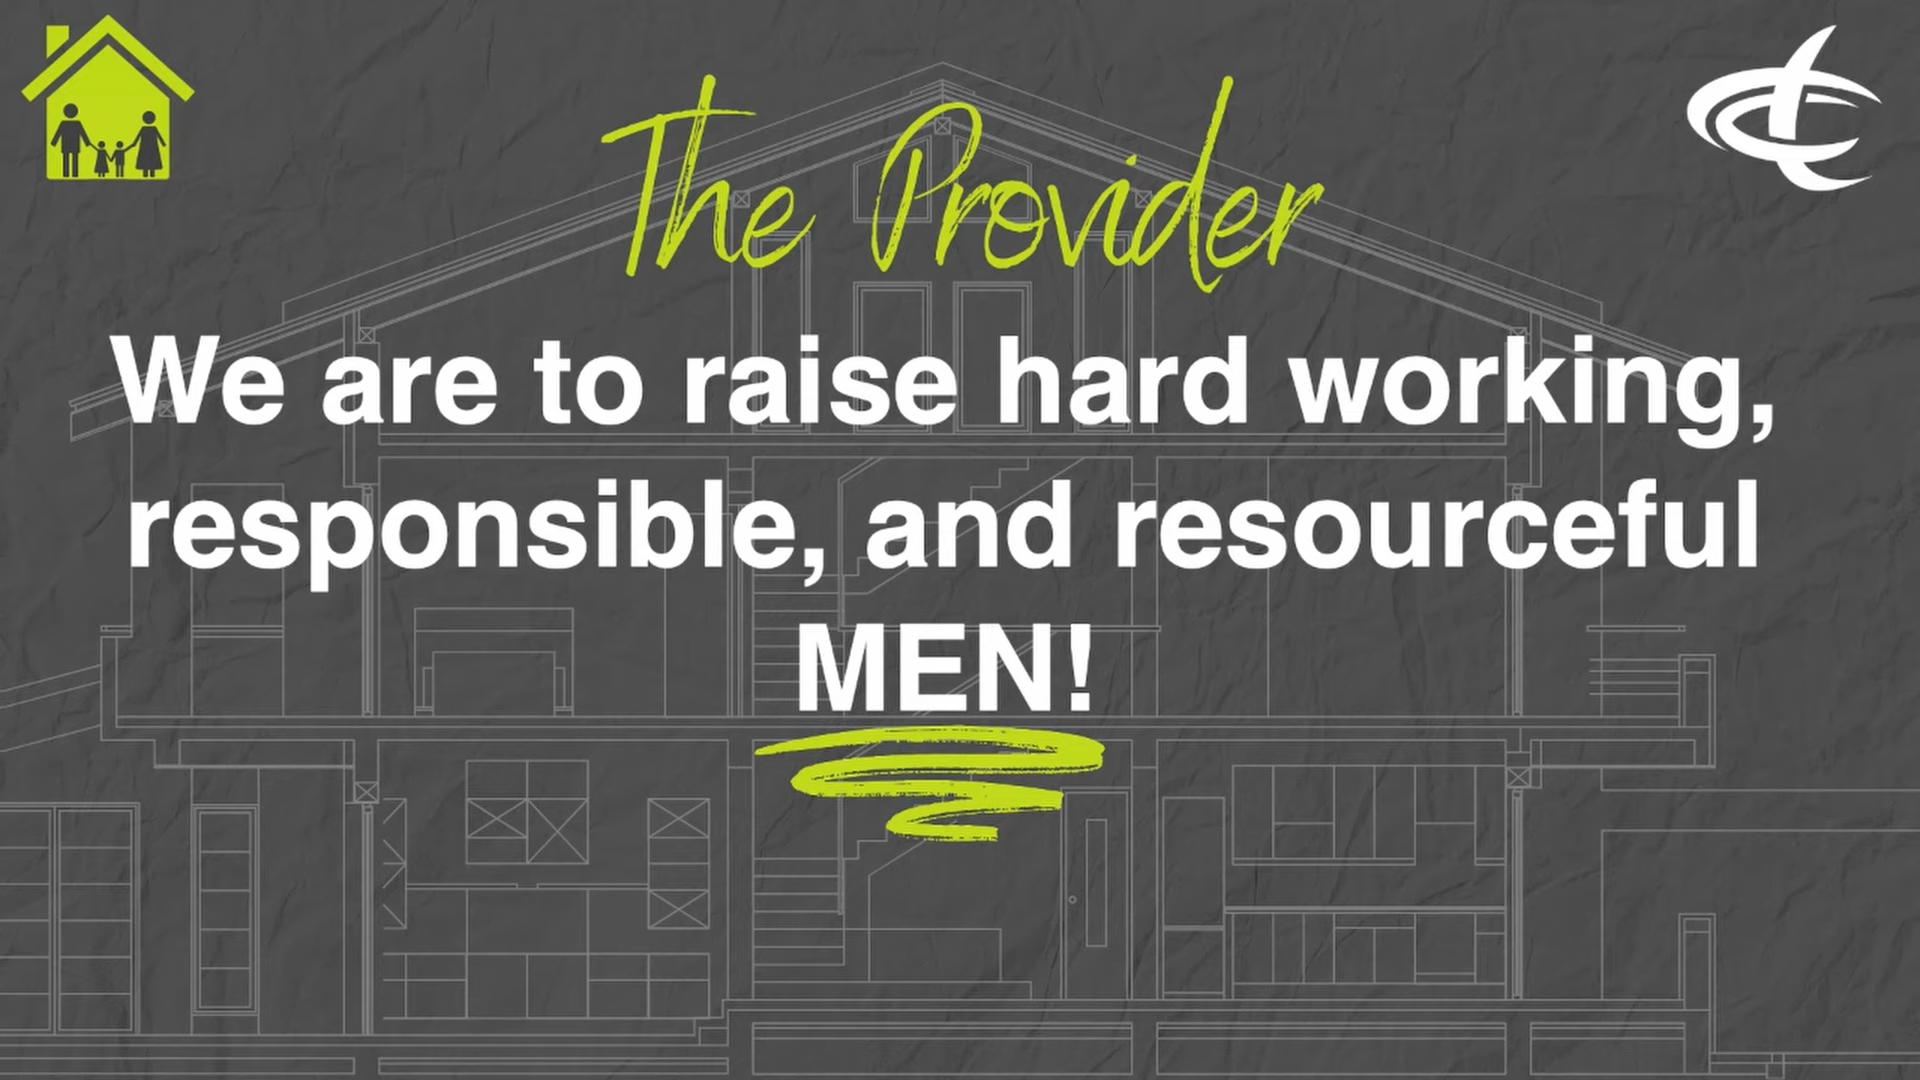 The Provider
We are to raise hard working,
responsible, and resourceful
MEN!